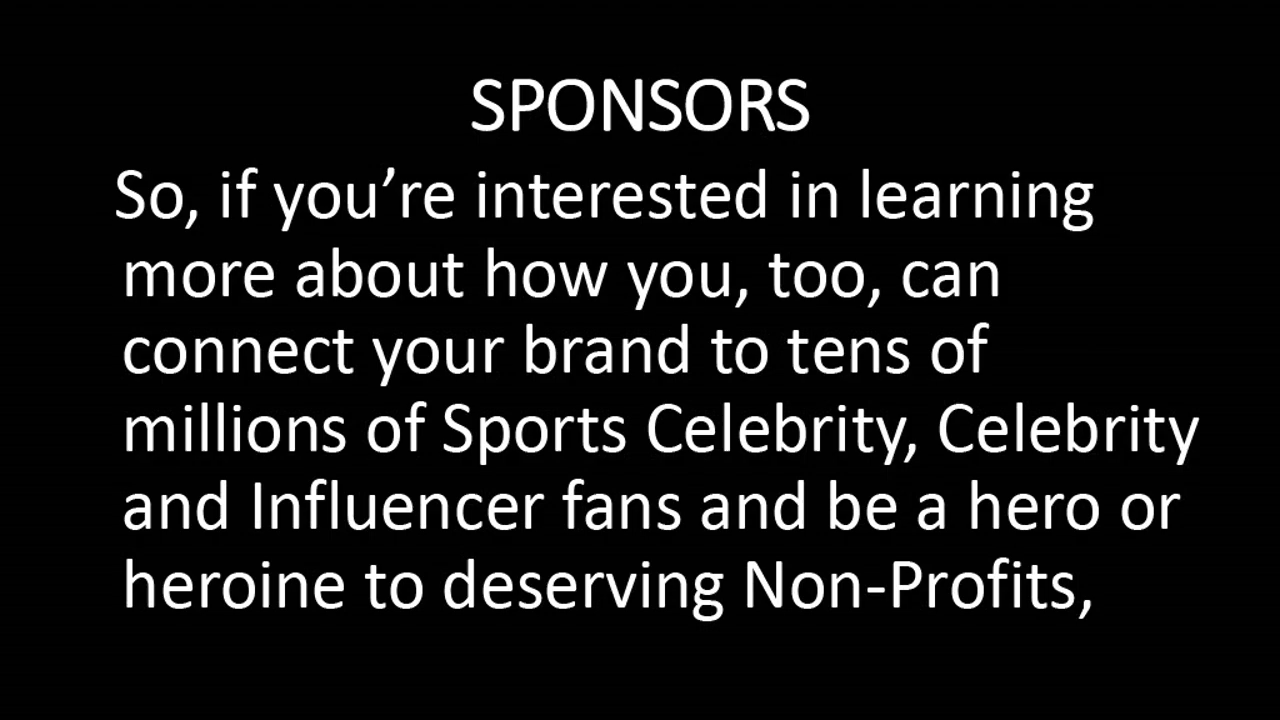 SPONSORS
So, if you’re interested in learning
more about how you, too, can
connect your brand to tens of
millions of Sports Celebrity, Celebrity
and Influencer fans and be a hero or
heroine to deserving Non-Profits,